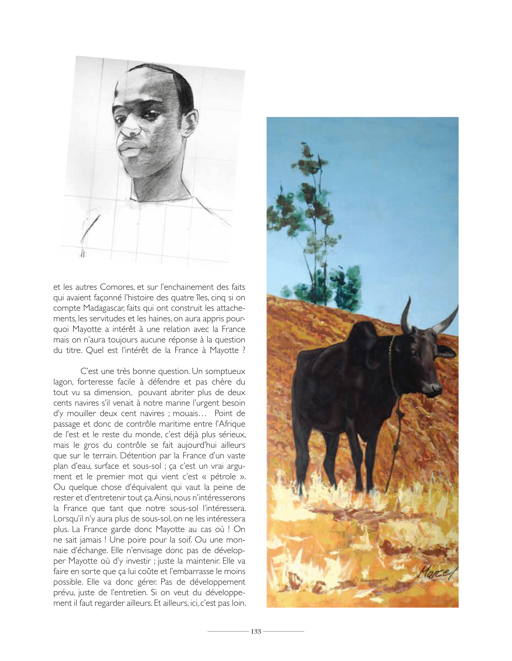 et les autres Comores, et sur l'enchainement des faits
qui avaient façonné l'histoire des quatre îles, cinq si on
compte Madagascar, faits qui ont construit les attache-
ments, les servitudes et les haines, on aura appris pour-
quoi Mayotte a intérêt à une relation avec la France
mais on n'aura toujours aucune réponse à la question
du titre. Quel est l'intérêt de la France à Mayotte ?
C'est une très bonne question. Un somptueux
lagon, forteresse facile à défendre et pas chère du
tout vu sa dimension, pouvant abriter plus de deux
cents navires s'il venait à notre marine l'urgent besoin
d'y mouiller deux cent navires ; mouais… Point de
passage et donc de contrôle maritime entre l'Afrique
de l'est et le reste du monde, c'est déjà plus sérieux,
mais le gros du contrôle se fait aujourd'hui ailleurs
que sur le terrain. Détention par la France d'un vaste
plan d'eau, surface et sous-sol ; ça c'est un vrai argu-
ment et le premier mot qui vient c'est « pétrole ».
Ou quelque chose d'équivalent qui vaut la peine de
rester et d'entretenir tout ça. Ainsi, nous n'intéresserons
la France que tant que notre sous-sol l'intéressera.
Lorsqu'il n'y aura plus de sous-sol, on ne les intéressera
plus. La France garde donc Mayotte au cas où ! On
ne sait jamais ! Une poire pour la soif. Ou une mon-
naie d'échange. Elle n'envisage donc pas de dévelop-
per Mayotte où d'y investir ; juste la maintenir. Elle va
faire en sorte que ça lui coûte et l'embarrasse le moins
possible. Elle va donc gérer. Pas de développement
prévu, juste de l'entretien. Si on veut du développe-
ment il faut regarder ailleurs. Et ailleurs, ici, c'est pas loin.
Marcel
133